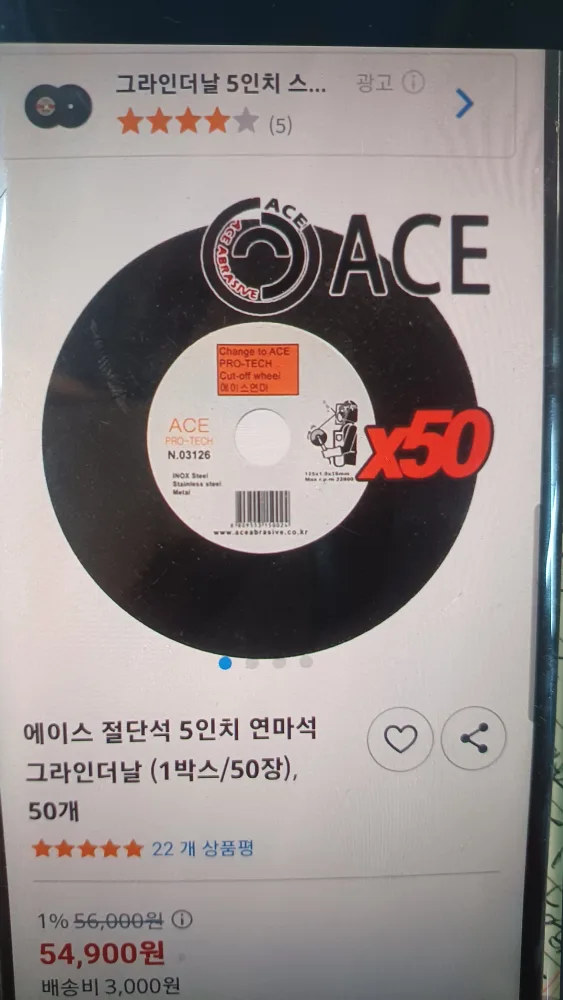 그라인더날 5인치 스...
광고
(5)
ACE
ACE ABRASIVE
ACE
Change to ACE
PRO-TECH
Cut-off wheel
에이스연마
ACE
PRO-TECH
N.03126
INOX Steel
Stainless steel
Metal
x50
www.aceabrasive.co.kr
에이스 절단석 5인치 연마석
그라인더날 (1박스/50장),
50개
22 개 상품평
1% 56,000원
54,900원
배송비 3,000원